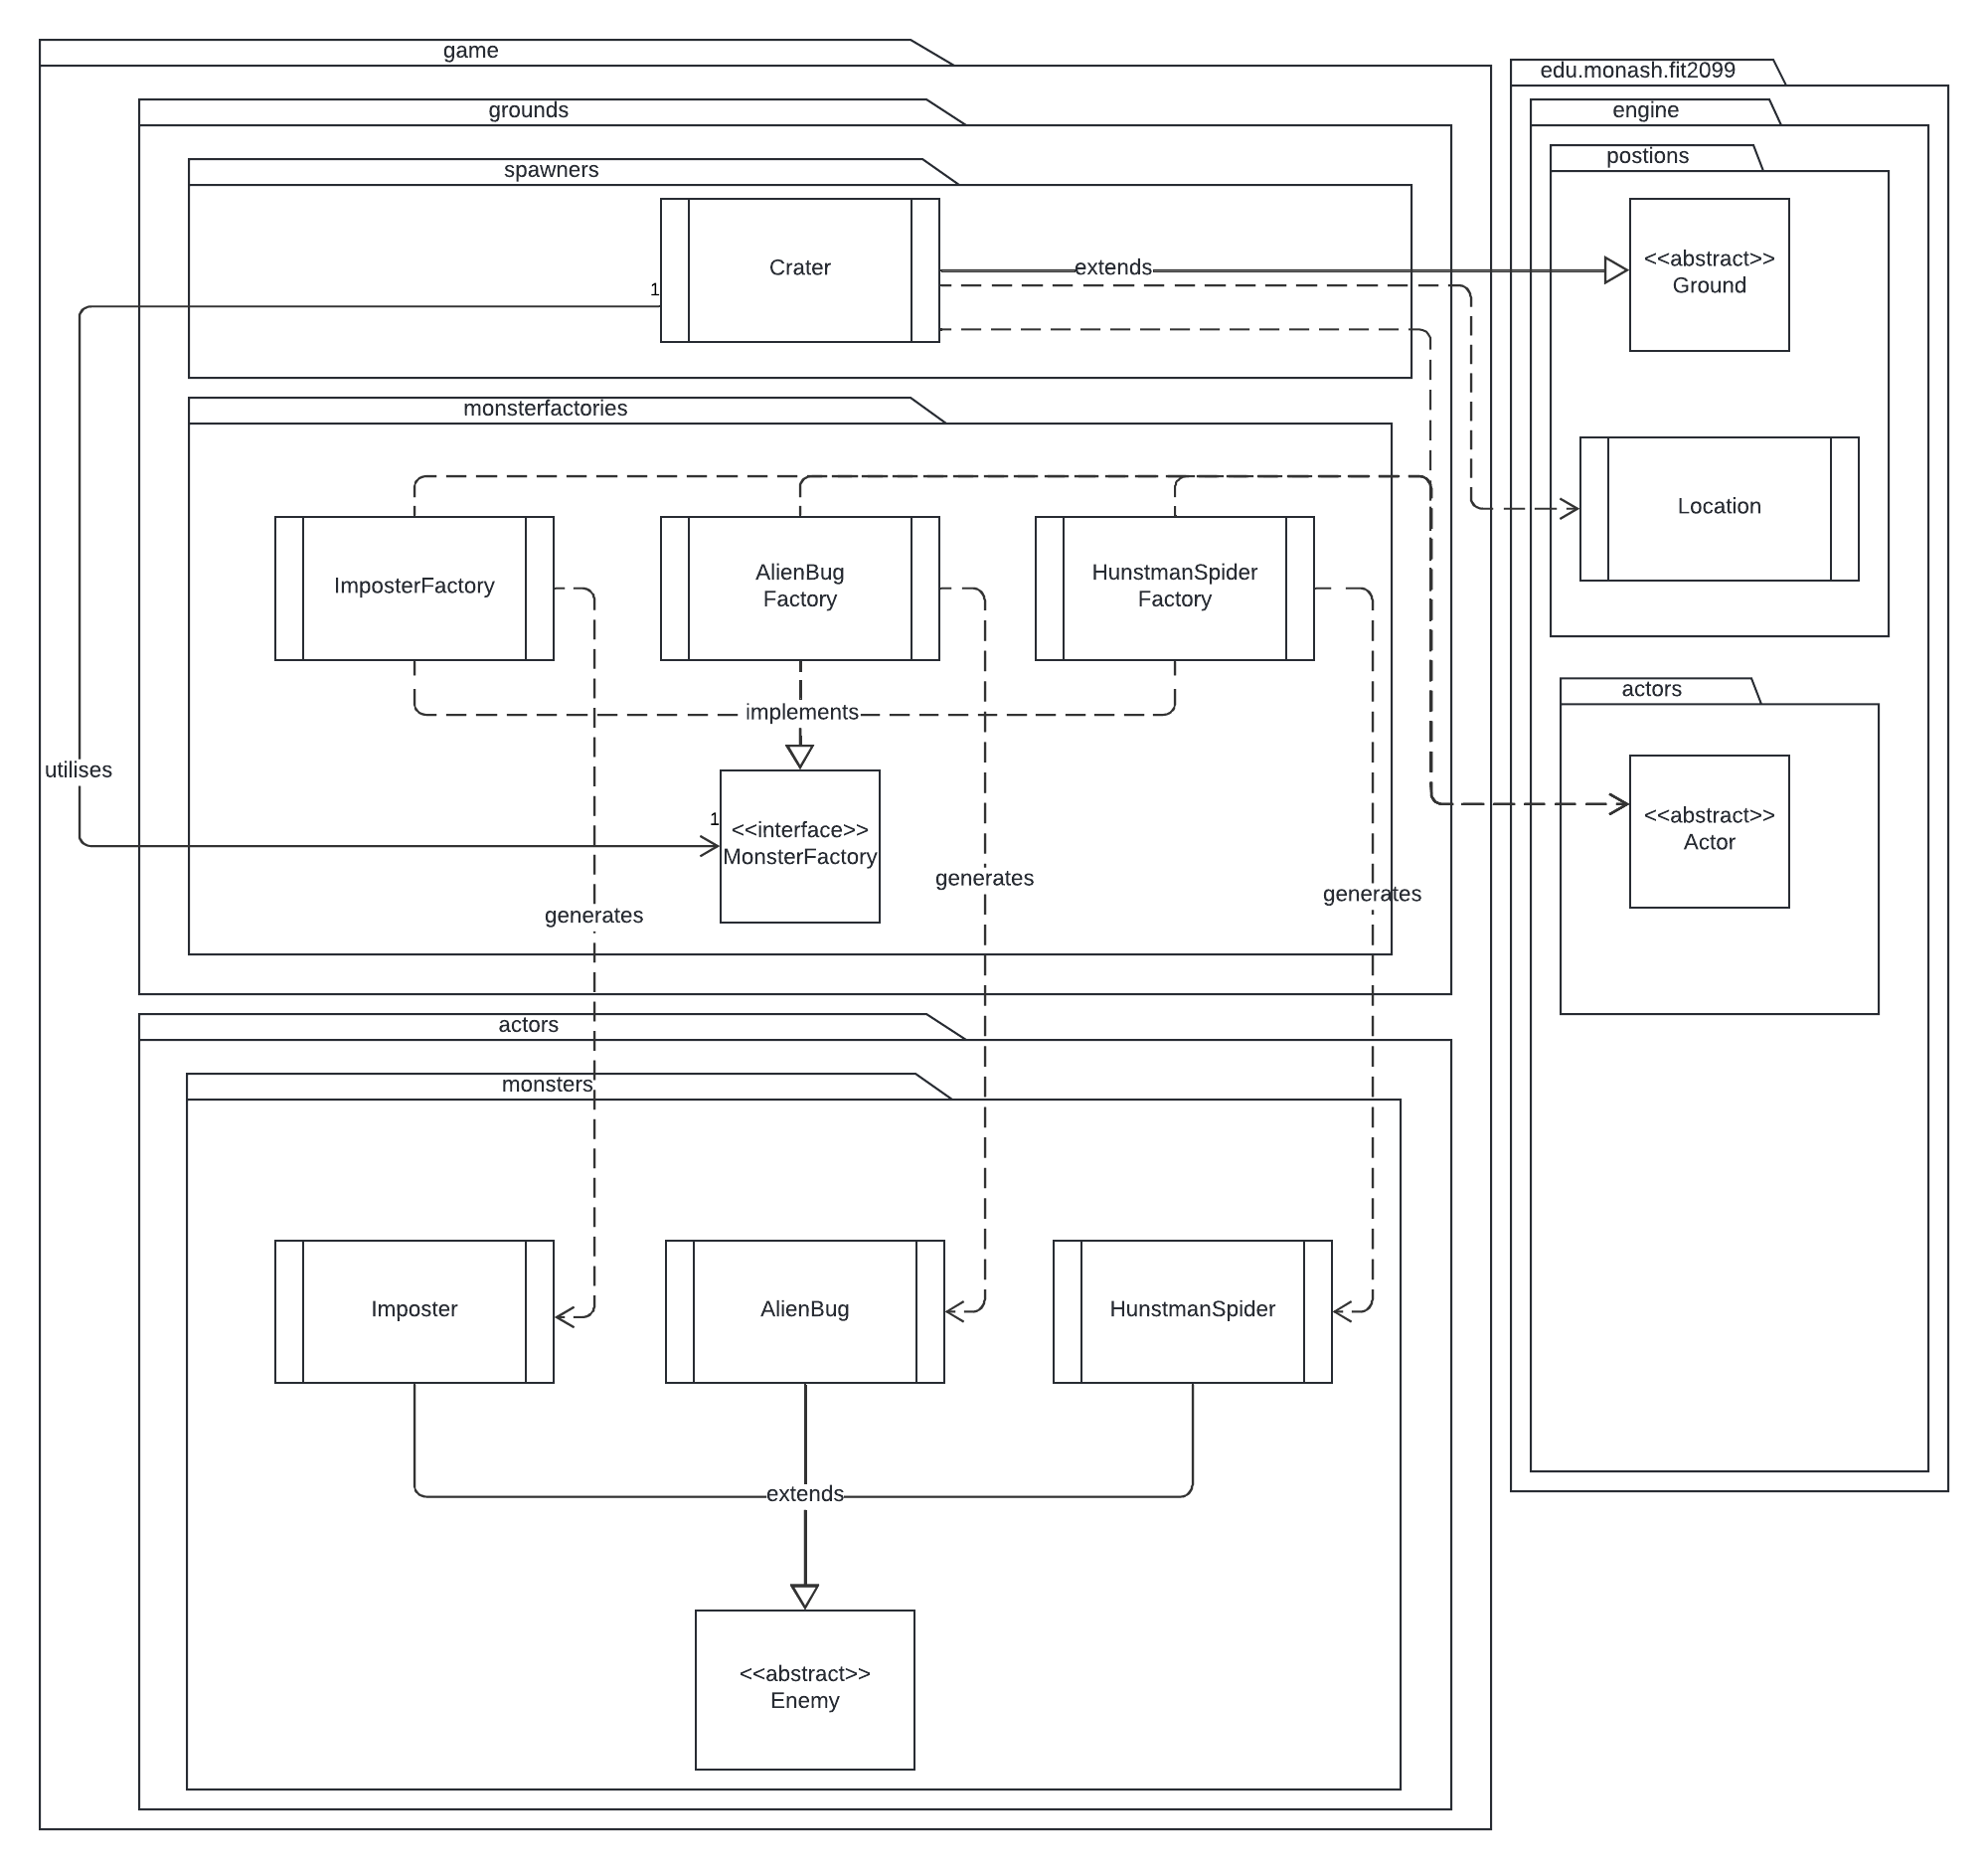 game
edu.monash.fit2099
grounds
engine
postions
spawners
Crater
extends
<<abstract>>
Ground
1
monsterfactories
Location
ImposterFactory
AlienBug
Factory
HunstmanSpider
Factory
actors
implements
utilises
1
<<interface>>
MonsterFactory
<<abstract>>
Actor
generates
generates
generates
actors
monsters
Imposter
AlienBug
HunstmanSpider
extends
<<abstract>>
Enemy